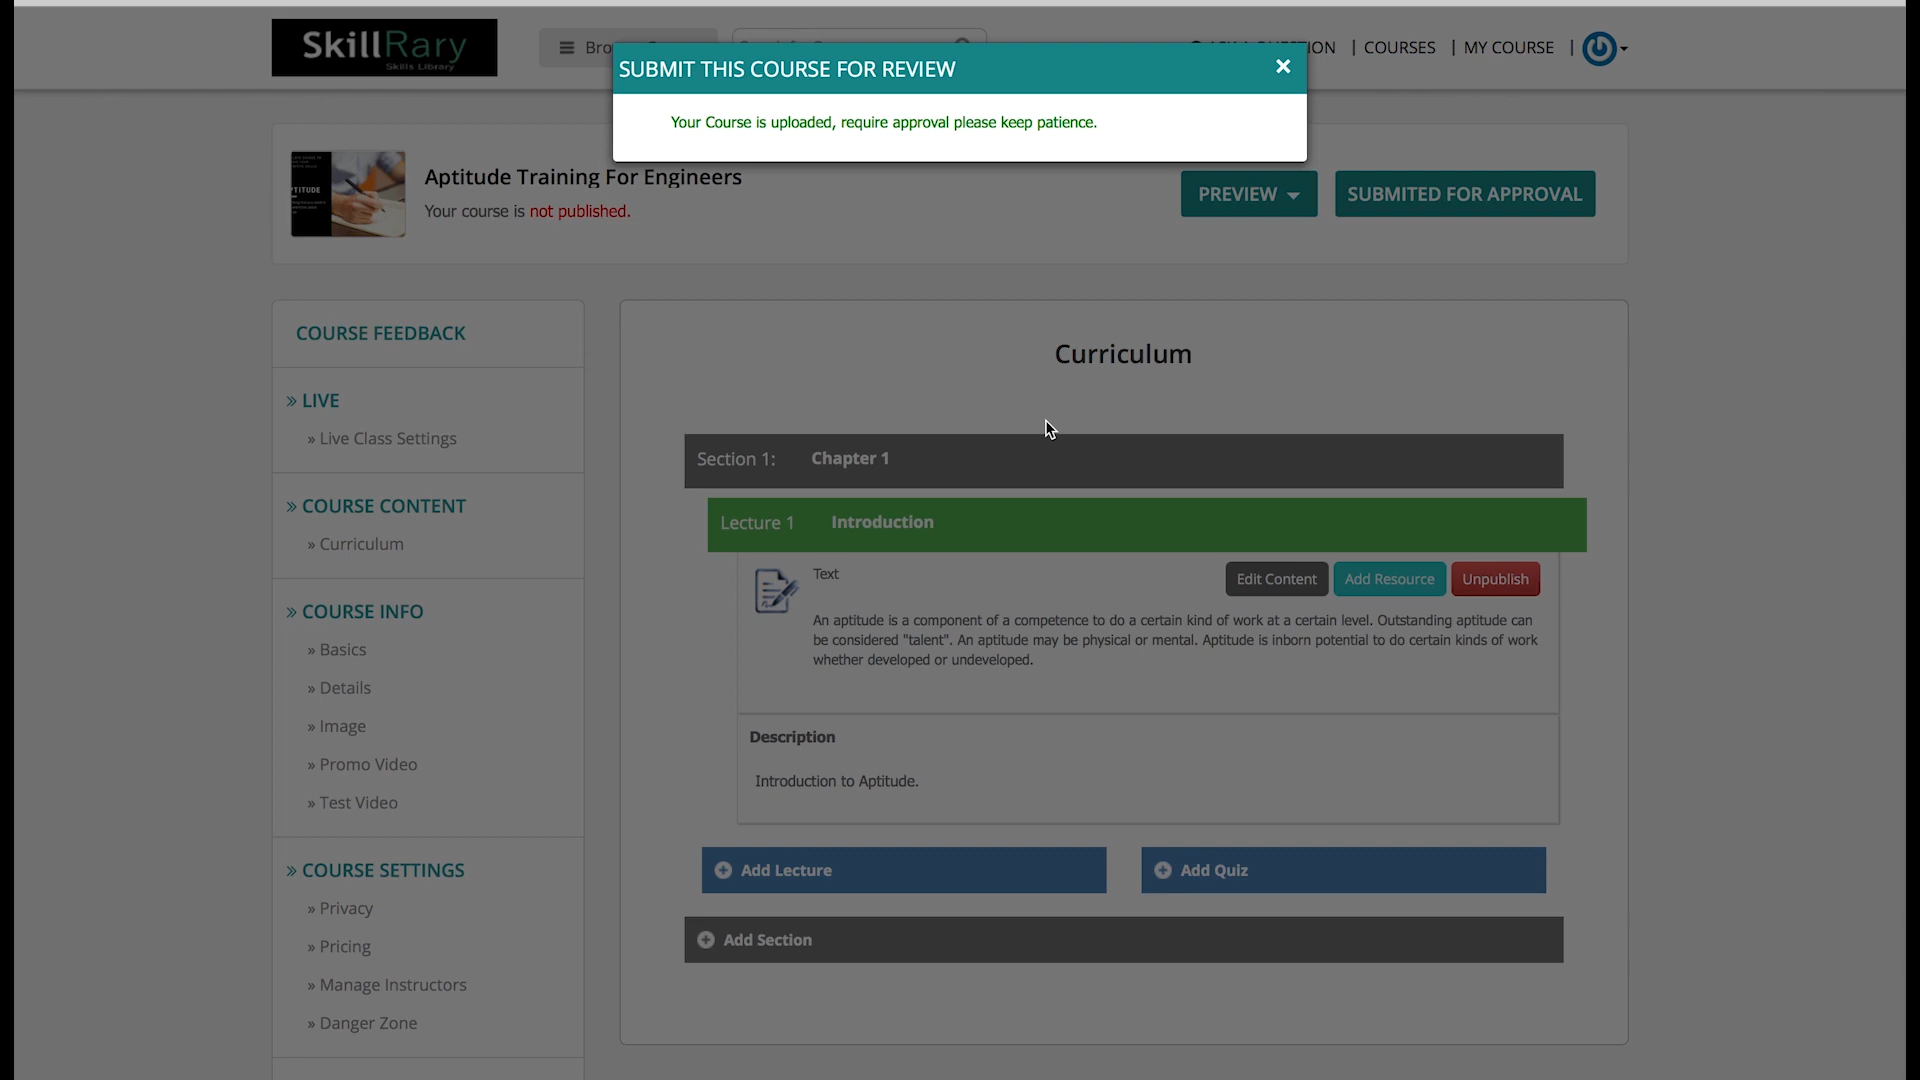 SkillRary
Skills Library
Bro
ION | COURSES | MY COURSE |
SUBMIT THIS COURSE FOR REVIEW
Your Course is uploaded, require approval please keep patience.
TITUDE
Aptitude Training For Engineers
Your course is not published.
PREVIEW
SUBMITED FOR APPROVAL
COURSE FEEDBACK
» LIVE
» Live Class Settings
» COURSE CONTENT
» Curriculum
» COURSE INFO
» Basics
» Details
» Image
» Promo Video
» Test Video
» COURSE SETTINGS
» Privacy
» Pricing
» Manage Instructors
» Danger Zone
Curriculum
Section 1: Chapter 1
Lecture 1 Introduction
Text
Edit Content Add Resource Unpublish
An aptitude is a component of a competence to do a certain kind of work at a certain level. Outstanding aptitude can
be considered "talent". An aptitude may be physical or mental. Aptitude is inborn potential to do certain kinds of work
whether developed or undeveloped.
Description
Introduction to Aptitude.
Add Lecture
Add Quiz
Add Section